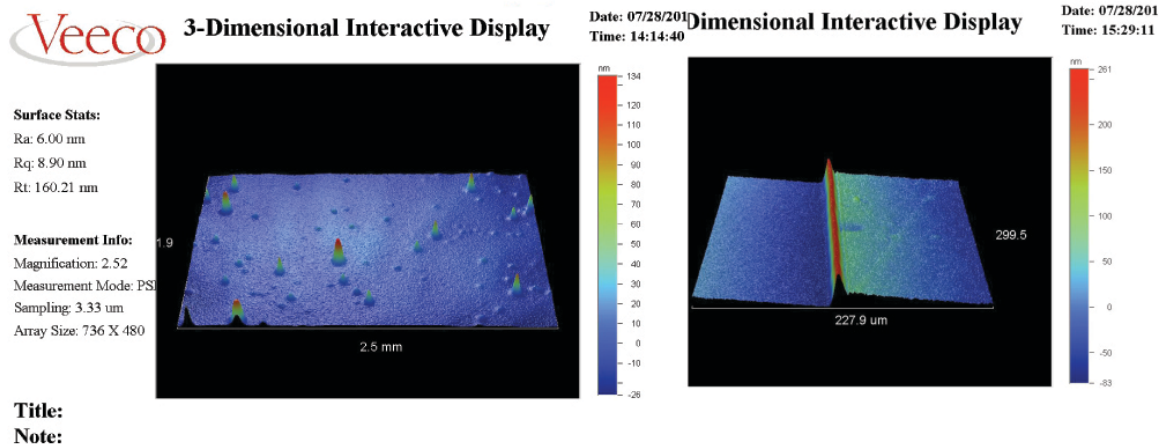 Veeco
3-Dimensional Interactive Display
Date: 07/28/201
Time: 14:14:40
Surface Stats:
Ra: 6.00 nm
Rq: 8.90 nm
Rt: 160.21 nm
Measurement Info:
Magnification: 2.52
Measurement Mode: PSI
Sampling: 3.33 um
Array Size: 736 X 480
Title:
Note:
1.9
2.5 mm
nm
134
120
110
100
90
80
70
60
50
40
30
20
10
0
-10
-26
Dimensional Interactive Display
Date: 07/28/201
Time: 15:29:11
299.5
227.9 um
nm
261
200
150
100
50
0
-50
-83